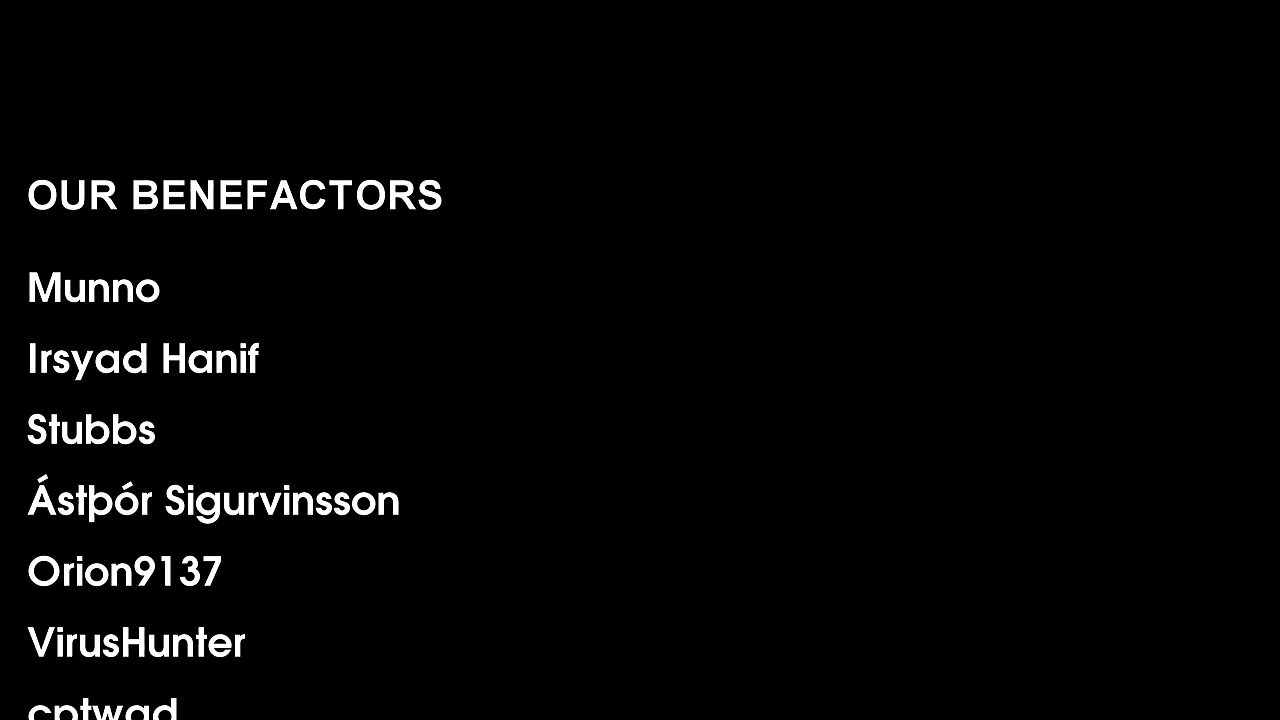 OUR BENEFACTORS
Munno
Irsyad Hanif
Stubbs
Ástþór Sigurvinsson
Orion9137
VirusHunter